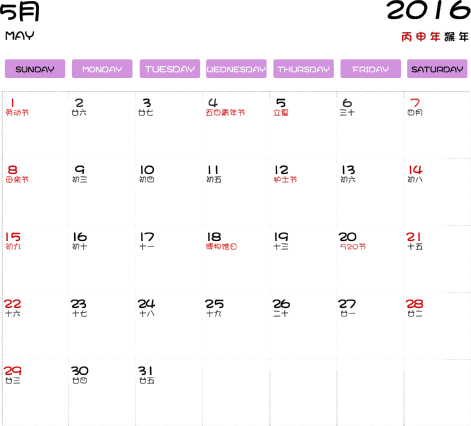 5月
2016
MAY
丙申年 猴年
SUNDAY MONDAY TUESDAY WEDNESDAY THURSDAY FRIDAY SATURDAY
1 2 3 4 5 6 7
劳动节 廿六 廿七 五四青年节 立夏 三十 四月
8 9 10 11 12 13 14
母亲节 初三 初四 初五 护士节 初六 初八
15 16 17 18 19 20 21
初九 初十 十一 博物馆日 十三 520节 十五
22 23 24 25 26 27 28
十六 十七 十八 十九 二十 廿一 廿二
29 30 31
廿三 廿四 廿五